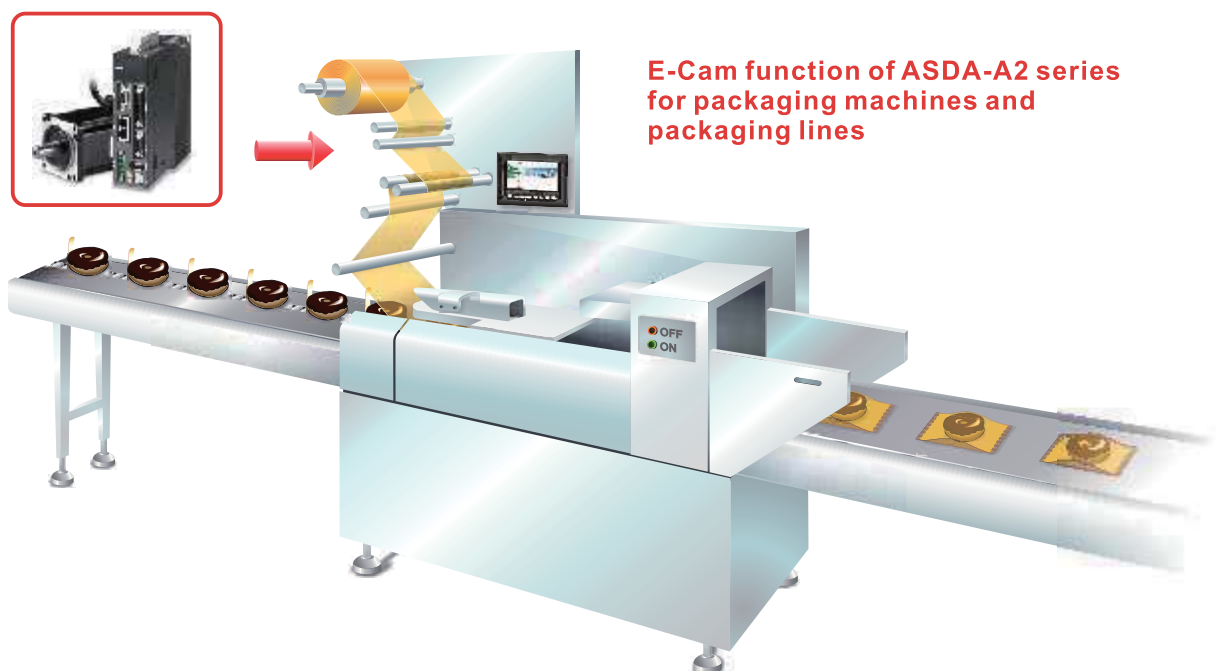 E-Cam function of ASDA-A2 series
for packaging machines and
packaging lines
OFF
ON